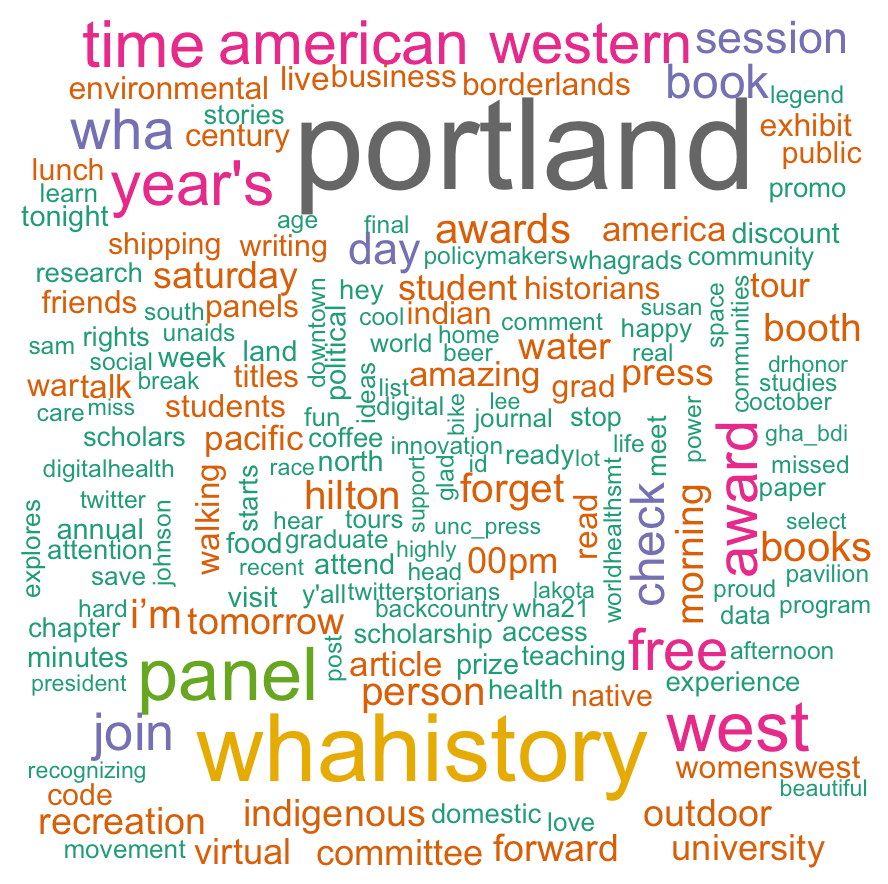 time american western session
environmental live business borderlands book legend
stories
wha century portland exhibit
public
lunch year's promo
learn
tonight age final awards america discount
shipping writing day policymakers whagrads community
research saturday hey student historians tour
friends south panels downtown cool indian comment susan space communities
sam rights unaids political home happy booth
social week land world beer water real drhonor
war talk break titles ideas list amazing grad press studies
care miss students fun digital bike lee journal stop october
scholars pacific coffee innovation life meet power award gha_bdi
digitalhealth race north support glad id ready lot missed
twitter walking starts hilton forget read worldhealthsmt check morning paper
explores annual johnson hear tours unc_press select
attention food graduate highly books
save recent attend head 00pm pavilion
hard visit y'all twitterstorians lakota proud
chapter i’m tomorrow backcountry wha21 data program
scholarship access
minutes panel post article prize teaching free afternoon
president person health native experience
join whahistory west
recognizing womenswest
code beautiful
recreation indigenous domestic love outdoor
movement virtual committee forward university